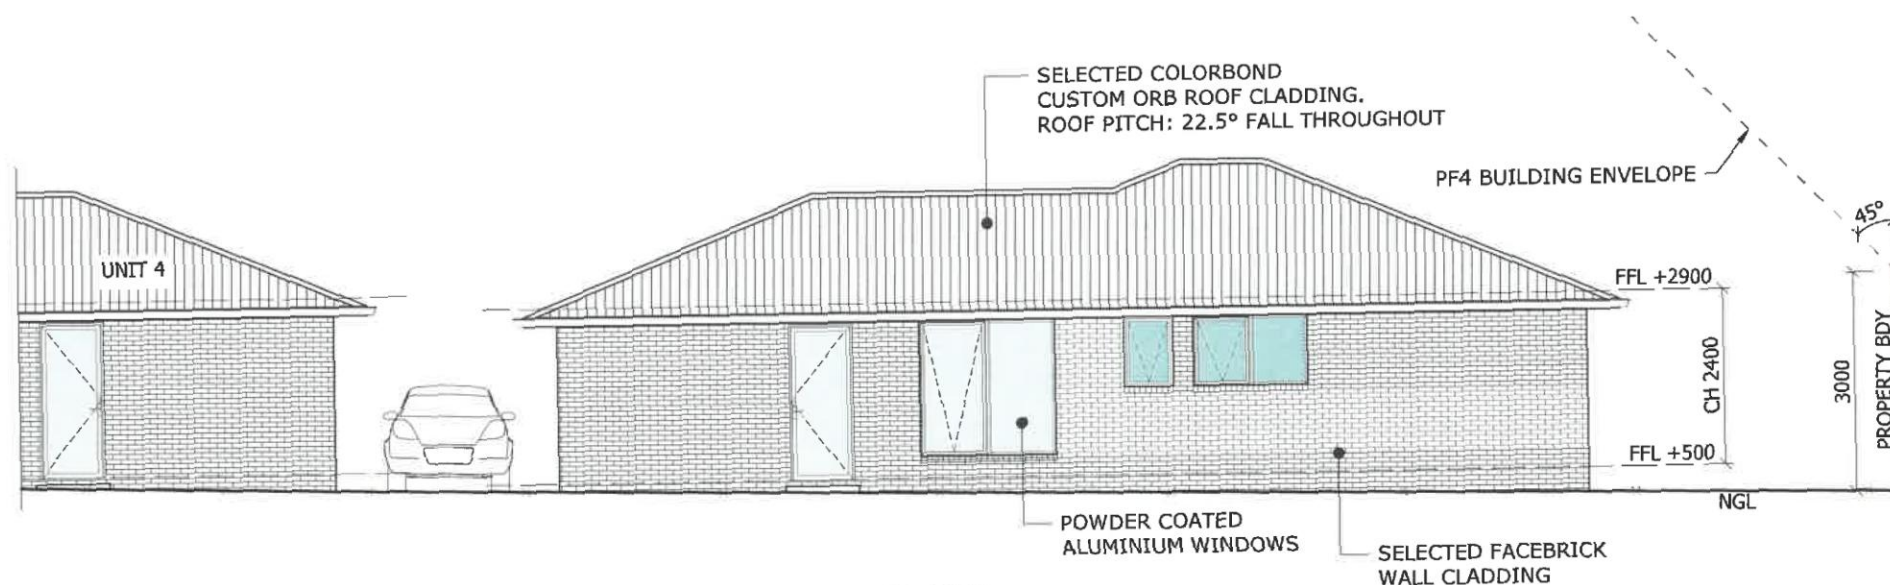 SELECTED COLORBOND
CUSTOM ORB ROOF CLADDING.
ROOF PITCH: 22.5° FALL THROUGHOUT
PF4 BUILDING ENVELOPE
45°
UNIT 4
FFL +2900
CH 2400
3000
PROPERTY BDY
FFL +500
NGL
POWDER COATED
ALUMINIUM WINDOWS
SELECTED FACEBRICK
WALL CLADDING